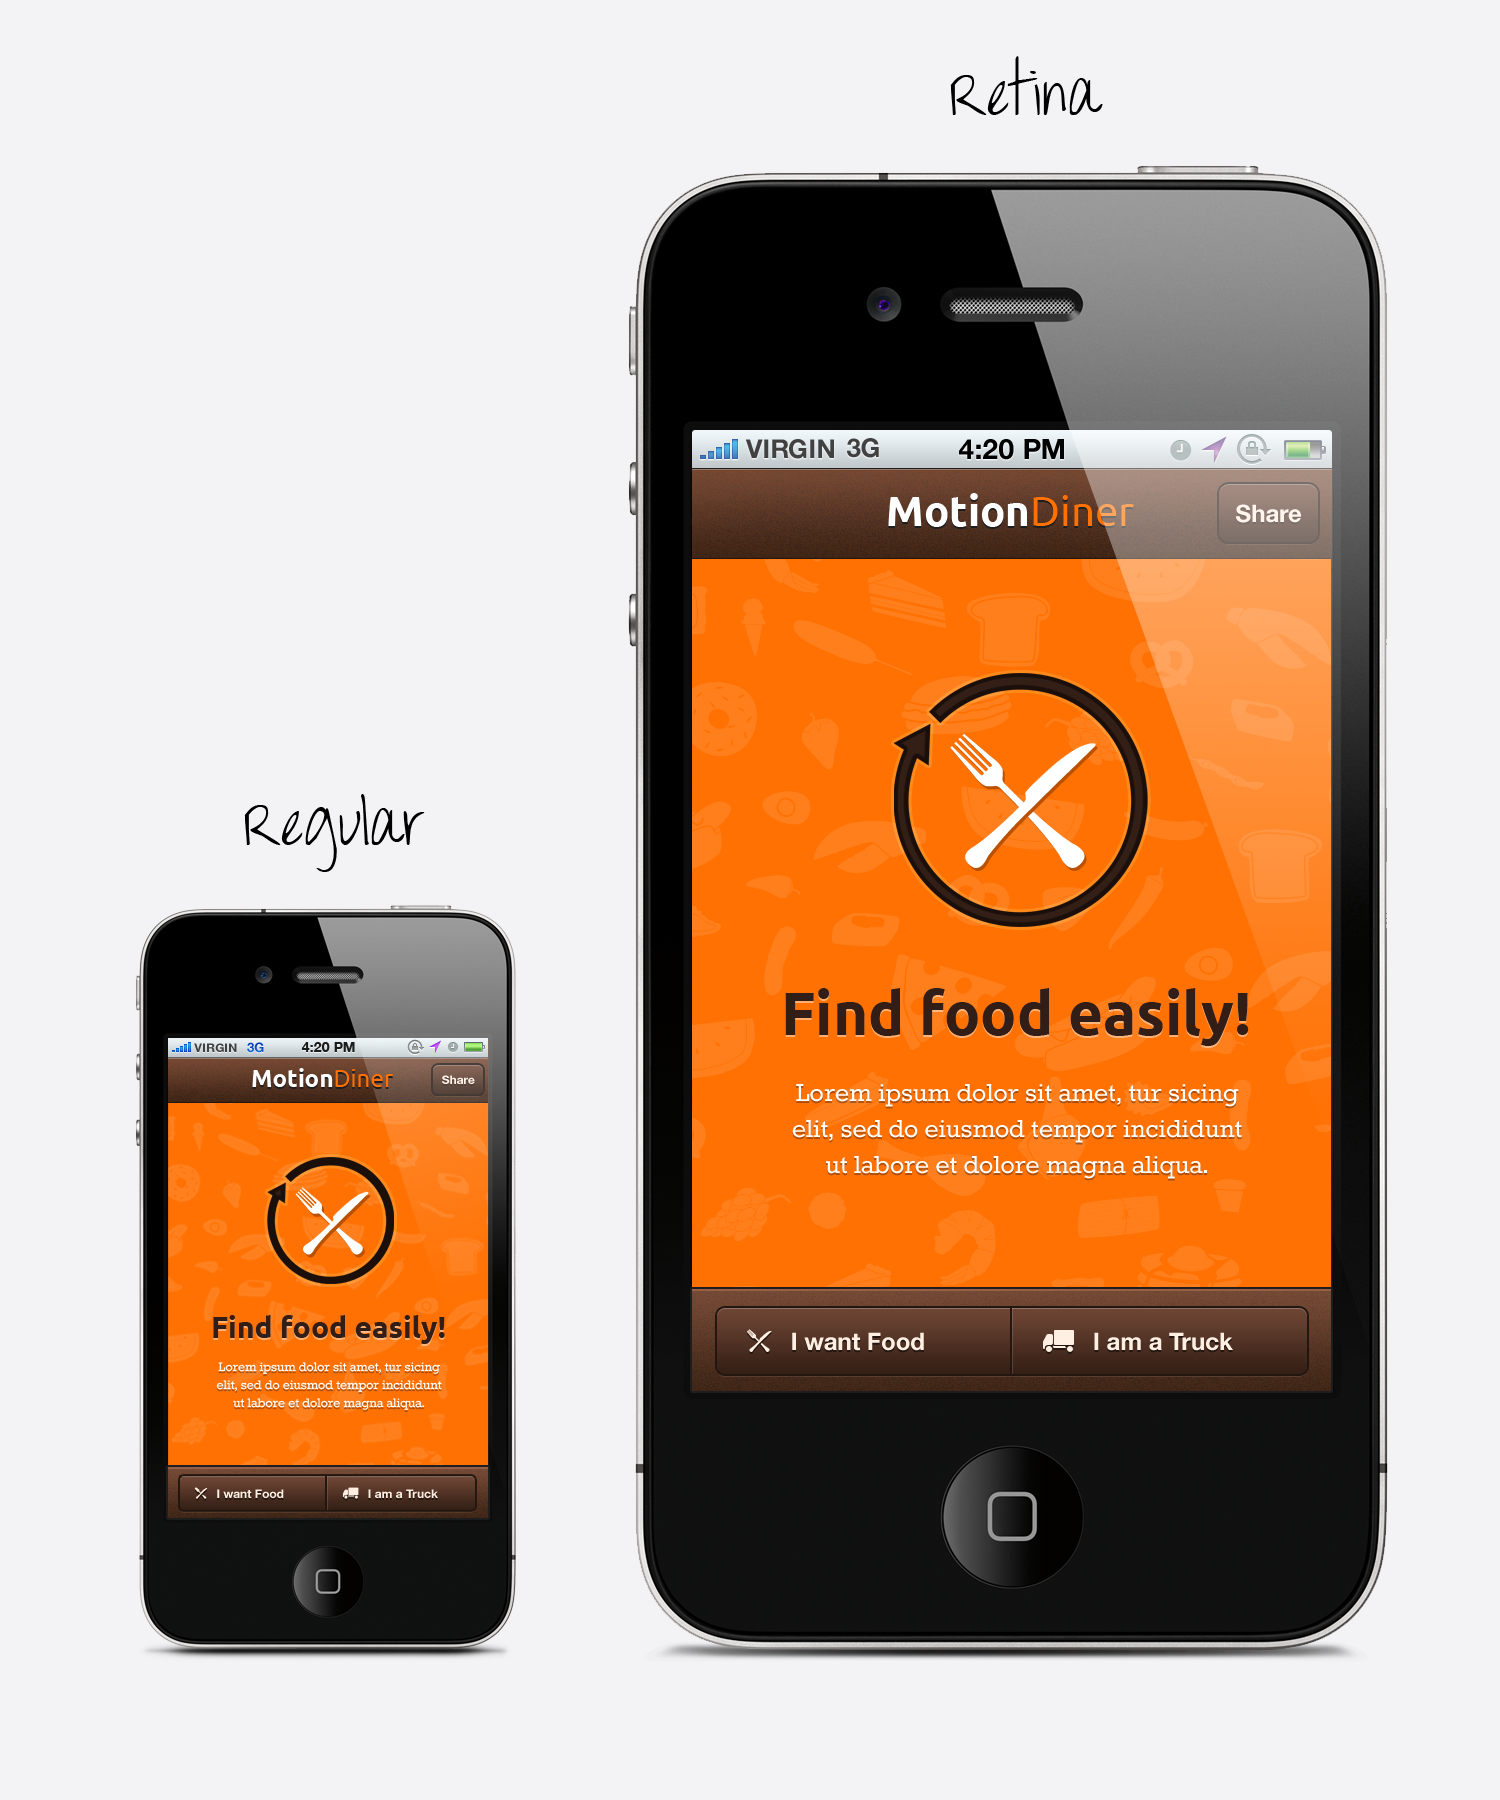 Retina
VIRGIN 3G 4:20 PM
MotionDiner
Share
Find food easily!
Lorem ipsum dolor sit amet, tur sicing
elit, sed do eiusmod tempor incididunt
ut labore et dolore magna aliqua.
I want Food
I am a Truck
Regular
VIRGIN 3G 4:20 PM
MotionDiner
Share
Find food easily!
Lorem ipsum dolor sit amet, tur sicing
elit, sed do eiusmod tempor incididunt
ut labore et dolore magna aliqua.
I want Food
I am a Truck